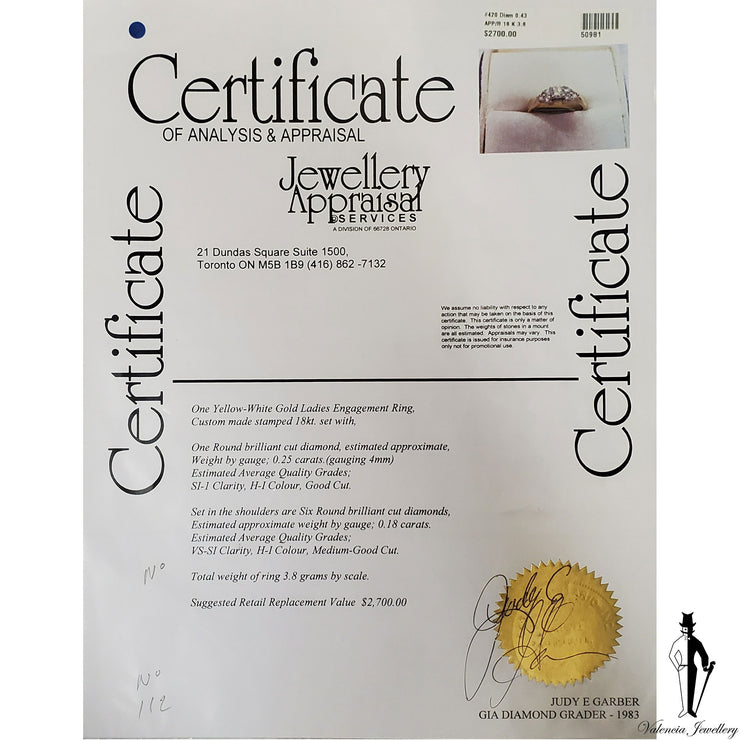 F420 Diam 0.43
APP/R 18 K 3.8
$2700.00
50981
Certificate
OF ANALYSIS & APPRAISAL
Jewellery
Appraisal
SERVICES
A DIVISION OF 66728 ONTARIO
21 Dundas Square Suite 1500,
Toronto ON M5B 1B9 (416) 862 -7132
Certificate
Certificate
We assume no liability with respect to any
action that may be taken on the basis of this
certificate. This certificate is only a matter of
opinion. The weights of stones in a mount
are all estimated. Appraisals may vary. This
certificate is issued for insurance purposes
only not for promotional use.
One Yellow-White Gold Ladies Engagement Ring,
Custom made stamped 18kt. set with,
One Round brilliant cut diamond, estimated approximate,
Weight by gauge; 0.25 carats.(gauging 4mm)
Estimated Average Quality Grades;
SI-1 Clarity, H-I Colour, Good Cut.
Set in the shoulders are Six Round brilliant cut diamonds,
Estimated approximate weight by gauge; 0.18 carats.
Estimated Average Quality Grades;
VS-SI Clarity, H-I Colour, Medium-Good Cut.
Total weight of ring 3.8 grams by scale.
Suggested Retail Replacement Value $2,700.00
Nº
Nº
112
Judy E
JUDY E GARBER
GIA DIAMOND GRADER - 1983
Valencia Jewellery